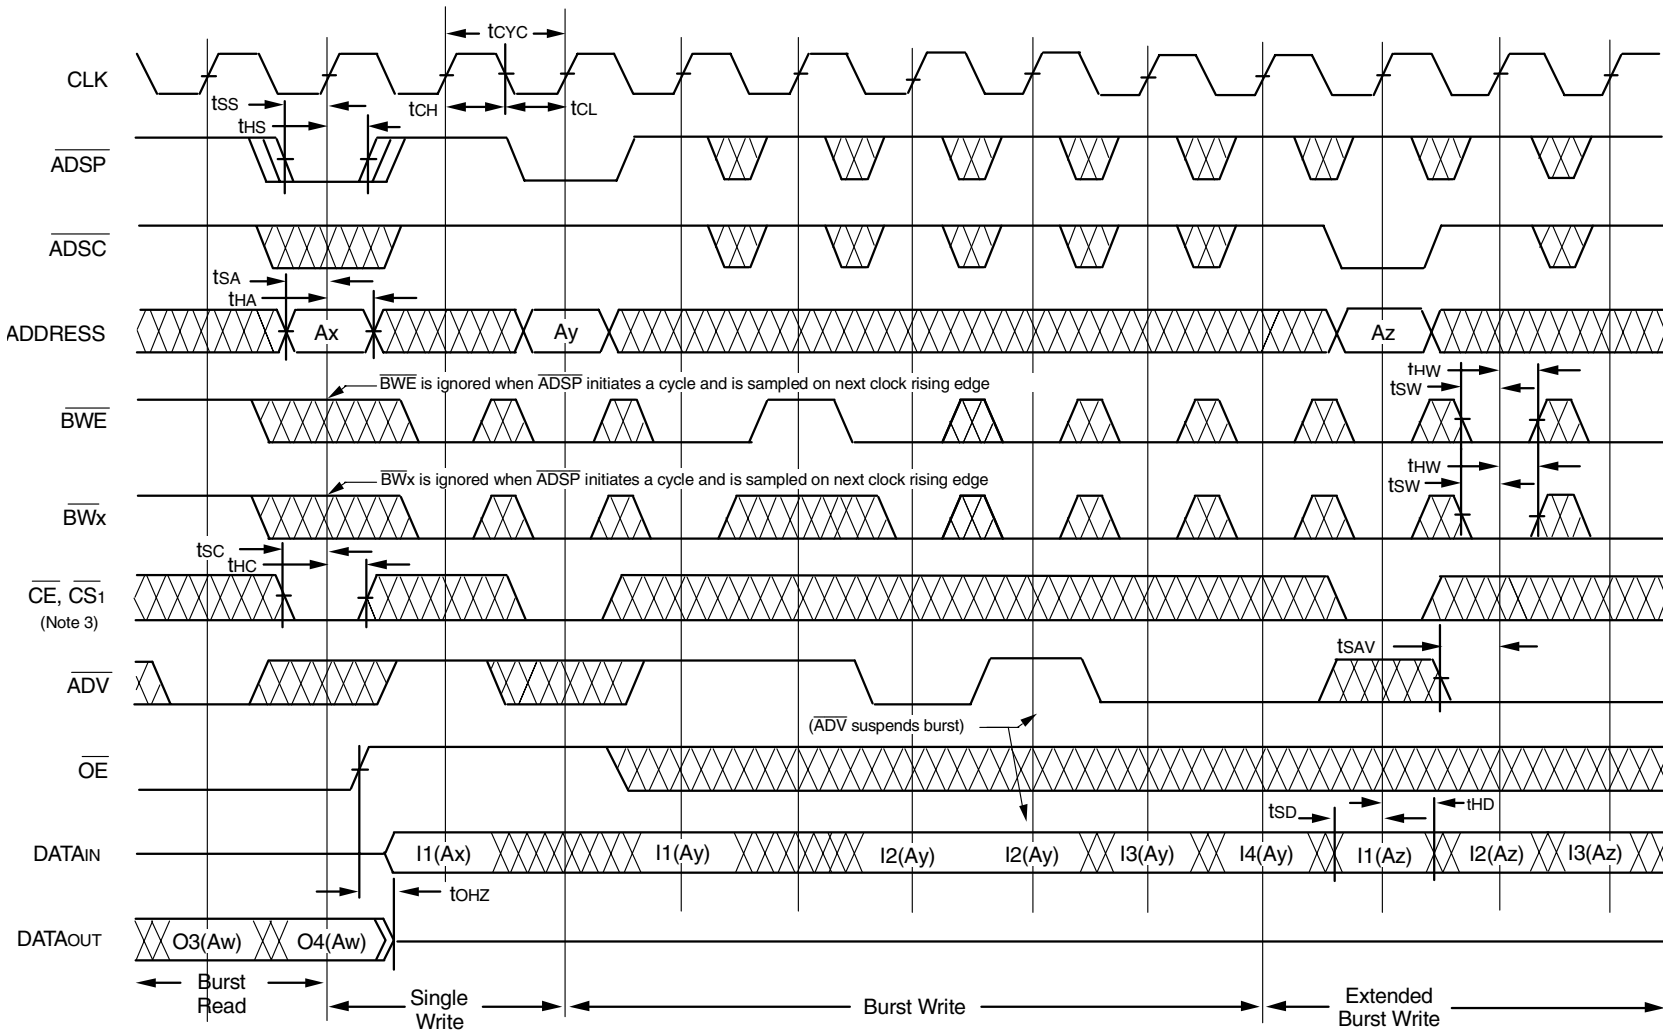 tCYC
CLK
tSS
tCH
tCL
tHS
ADSP
ADSC
tSA
tHA
ADDRESS
Ax
Ay
Az
BWE is ignored when ADSP initiates a cycle and is sampled on next clock rising edge
tHW
tSW
BWE
BWx is ignored when ADSP initiates a cycle and is sampled on next clock rising edge
tHW
tSW
BWx
tSC
tHC
CE, CS1
(Note 3)
tSAV
ADV
(ADV suspends burst)
OE
tSD
tHD
DATAIN
I1(Ax)
I1(Ay)
I2(Ay)
I2(Ay)
I3(Ay)
I4(Ay)
I1(Az)
I2(Az)
I3(Az)
tOHZ
DATAOUT
O3(Aw)
O4(Aw)
Burst
Read
Single
Write
Burst Write
Extended
Burst Write